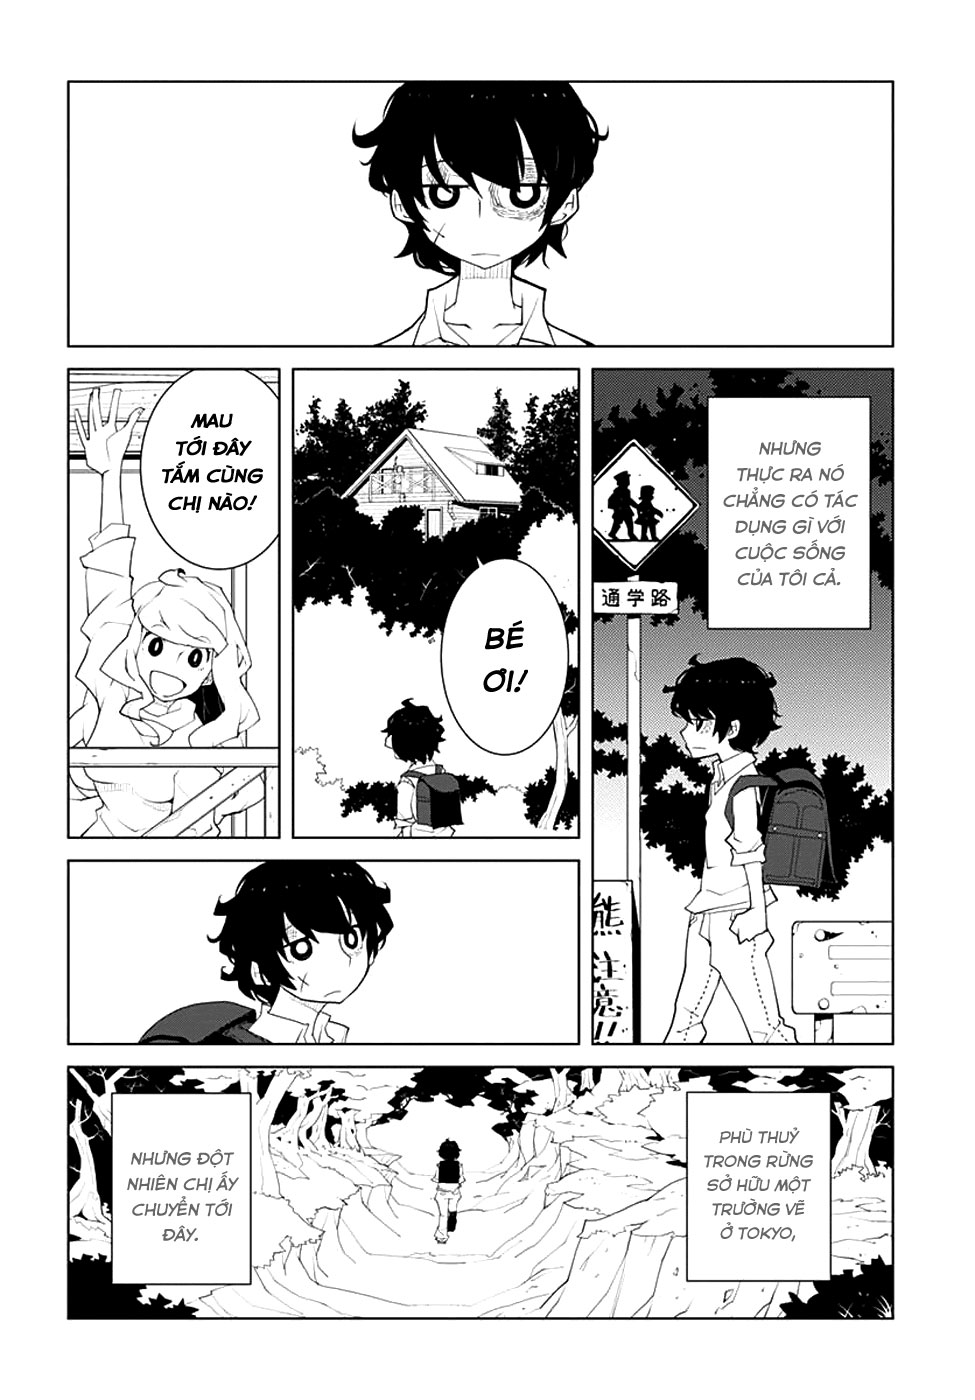 NHƯNG
THỰC RA NÓ
CHẲNG CÓ TÁC
DỤNG GÌ VỚI
CUỘC SỐNG
CỦA TÔI CẢ.
通学路
熊
注
意
!!
BÉ
ƠI!
MAU
TỚI ĐÂY
TẮM CÙNG
CHỊ NÀO!
PHÙ THUỶ
TRONG RỪNG
SỞ HỮU MỘT
TRƯỜNG VẼ
Ở TOKYO,
NHƯNG ĐỘT
NHIÊN CHỊ ẤY
CHUYỂN TỚI
ĐÂY.